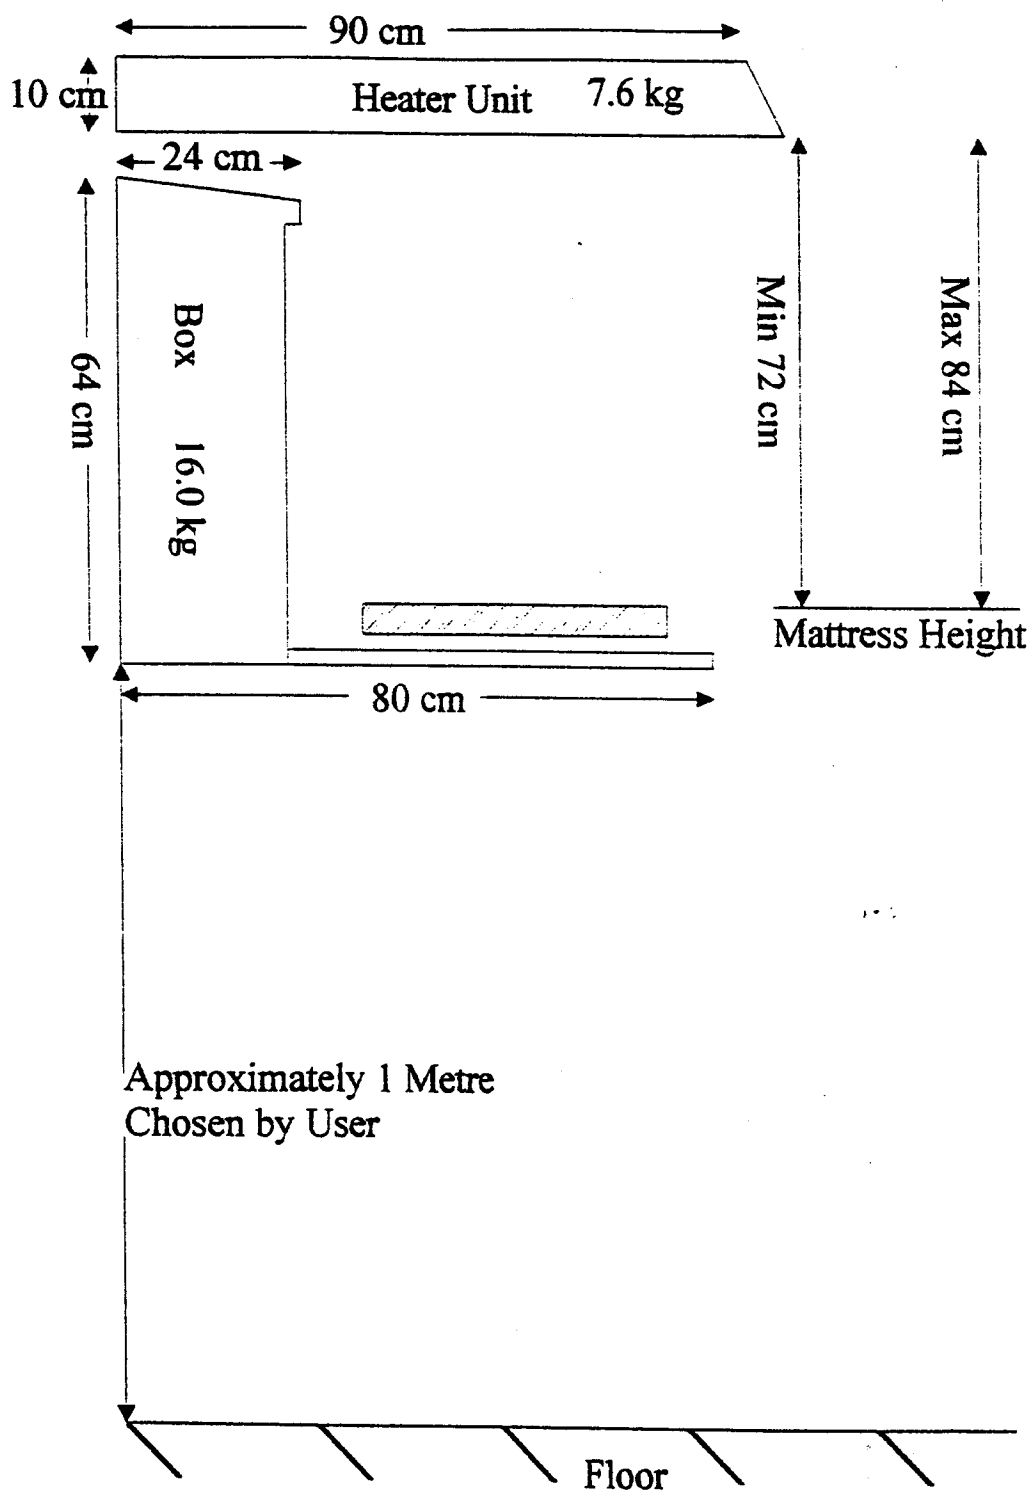 90 cm
10 cm
Heater Unit 7.6 kg
24 cm
64 cm
Box 16.0 kg
Min 72 cm
Max 84 cm
Mattress Height
80 cm
Approximately 1 Metre
Chosen by User
Floor